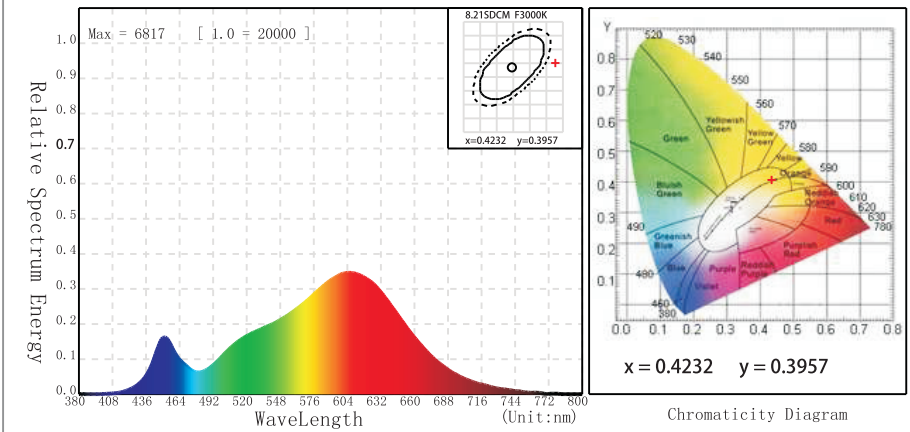 8.21SDCM F3000K
Max = 6817 [ 1.0 = 20000 ]
x=0.4232 y=0.3957
Relative Spectrum Energy
1.0
0.9
0.8
0.7
0.6
0.5
0.4
0.3
0.2
0.1
0.0
380 408 436 464 492 520 548 576 604 632 660 688 716 744 772 800
WaveLength
(Unit:nm)
Y
0.8
0.7
0.6
0.5
0.4
0.3
0.2
0.1
0.0 0.1 0.2 0.3 0.4 0.5 0.6 0.7 0.8
520
530
540
550
560
570
580
590
600
610
620
630
780
490
480
460
380
Green
Yellowish
Green
Yellow
Green
Yellow
Orange
Reddish
Orange
Red
Bluish
Green
Greenish
Blue
Blue
Violet
Purple
Reddish
Purple
Purplish
Red
x = 0.4232 y = 0.3957
Chromaticity Diagram